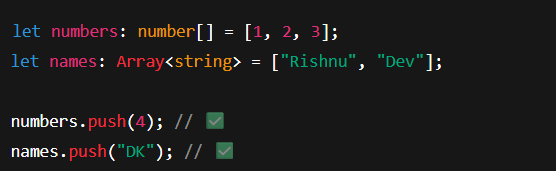 let numbers: number[] = [1, 2, 3];
let names: Array<string> = ["Rishnu", "Dev"];
numbers.push(4); // ✅
names.push("DK"); // ✅